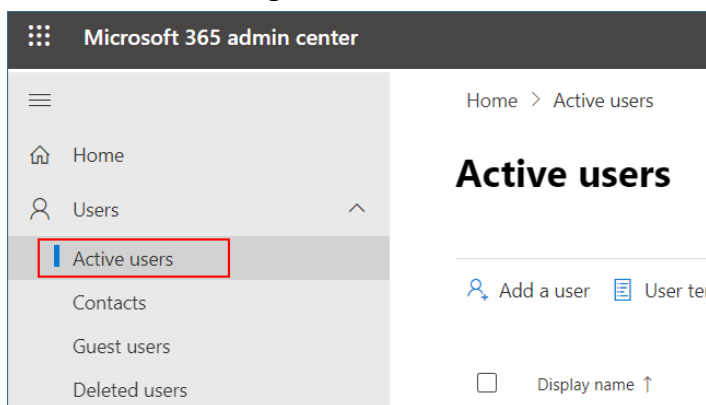 Microsoft 365 admin center
Home > Active users
Home
Active users
Users
Active users
Add a user User
Contacts
Guest users
Deleted users
Display name ↑